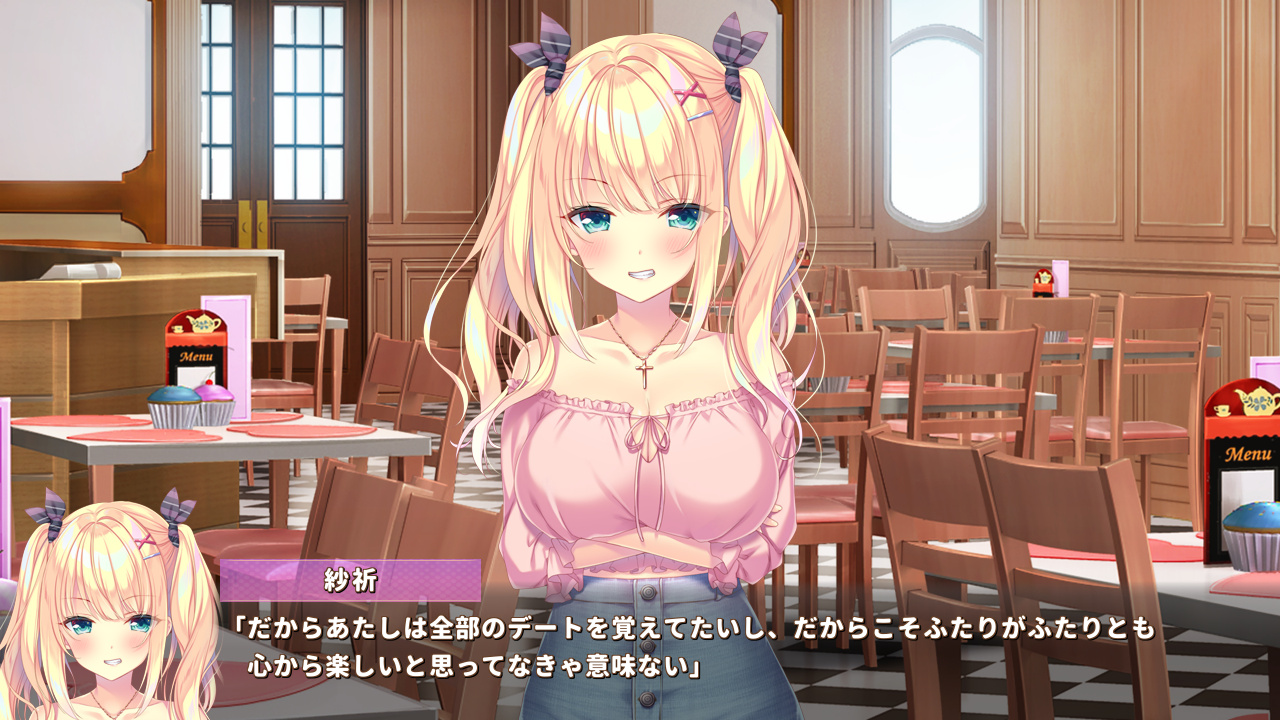 Menu
Menu
紗祈
「だからあたしは全部のデートを覚えてたいし、だからこそふたりがふたりとも
心から楽しいと思ってなきゃ意味ない」